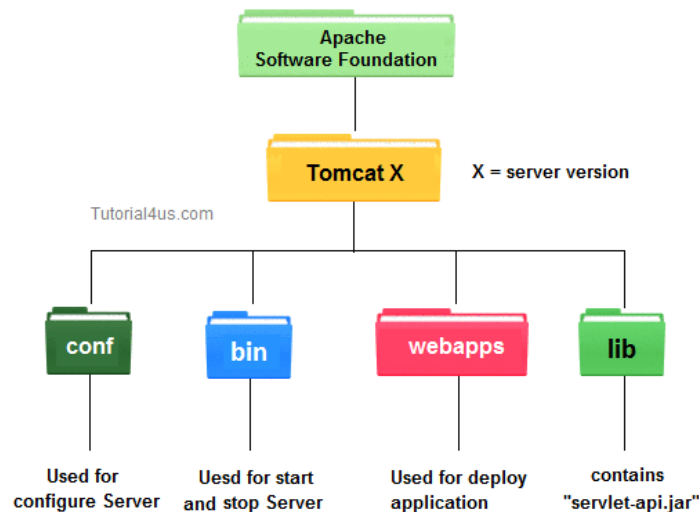 Apache
Software Foundation
Tomcat X
X = server version
Tutorial4us.com
conf
bin
webapps
lib
Used for
configure Server
Uesd for start
and stop Server
Used for deploy
application
contains
"servlet-api.jar"